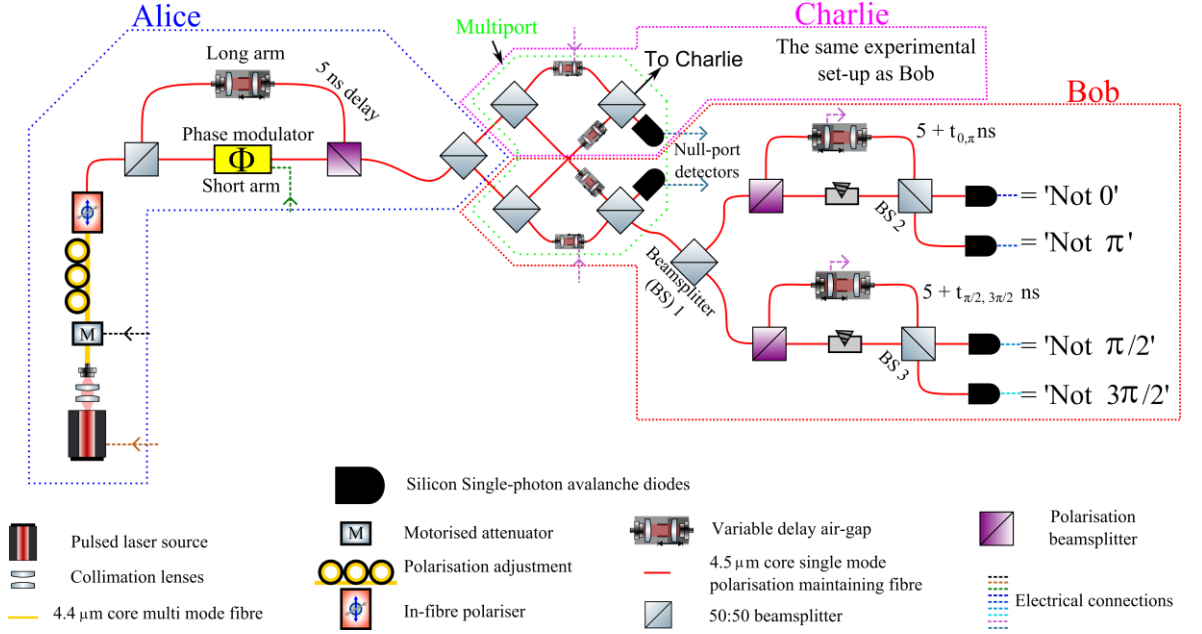 Alice
Charlie
Bob
Multiport
To Charlie
The same experimental
set-up as Bob
Long arm
5 ns delay
Phase modulator
Φ
Short arm
Null-port
detectors
5 + t0,π ns
BS 2
= 'Not 0'
= 'Not π'
Beamsplitter
(BS) 1
5 + tπ/2, 3π/2 ns
BS 3
= 'Not π/2'
= 'Not 3π/2'
M
Silicon Single-photon avalanche diodes
Pulsed laser source
M
Motorised attenuator
Variable delay air-gap
Polarisation
beamsplitter
Collimation lenses
Polarisation adjustment
4.5 μm core single mode
polarisation maintaining fibre
4.4 μm core multi mode fibre
In-fibre polariser
50:50 beamsplitter
Electrical connections